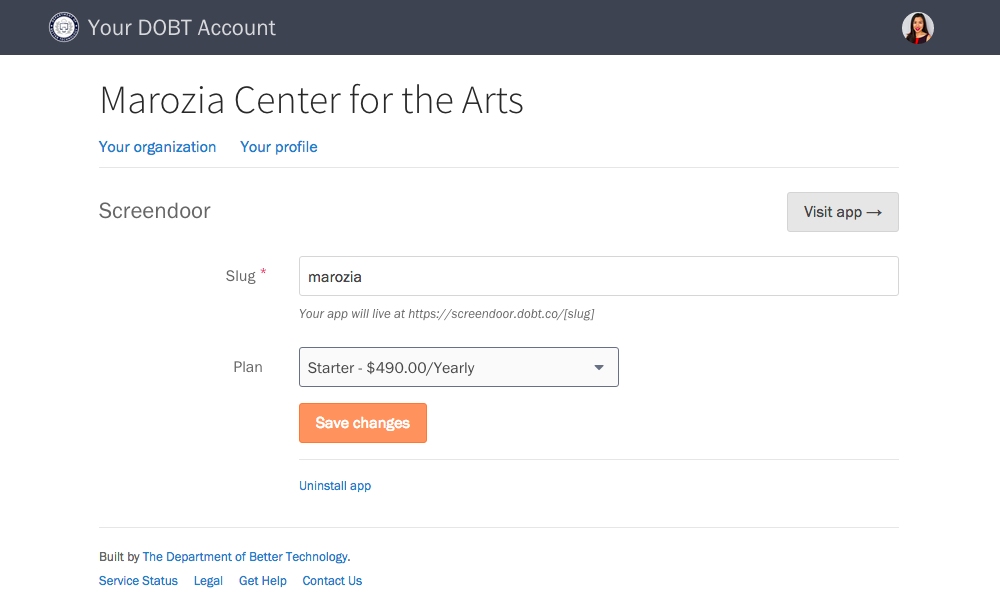 Your DOBT Account
Marozia Center for the Arts
Your organization Your profile
Screendoor
Visit app →
Slug *
marozia
Your app will live at https://screendoor.dobt.co/[slug]
Plan
Starter - $490.00/Yearly
Save changes
Uninstall app
Built by The Department of Better Technology.
Service Status Legal Get Help Contact Us